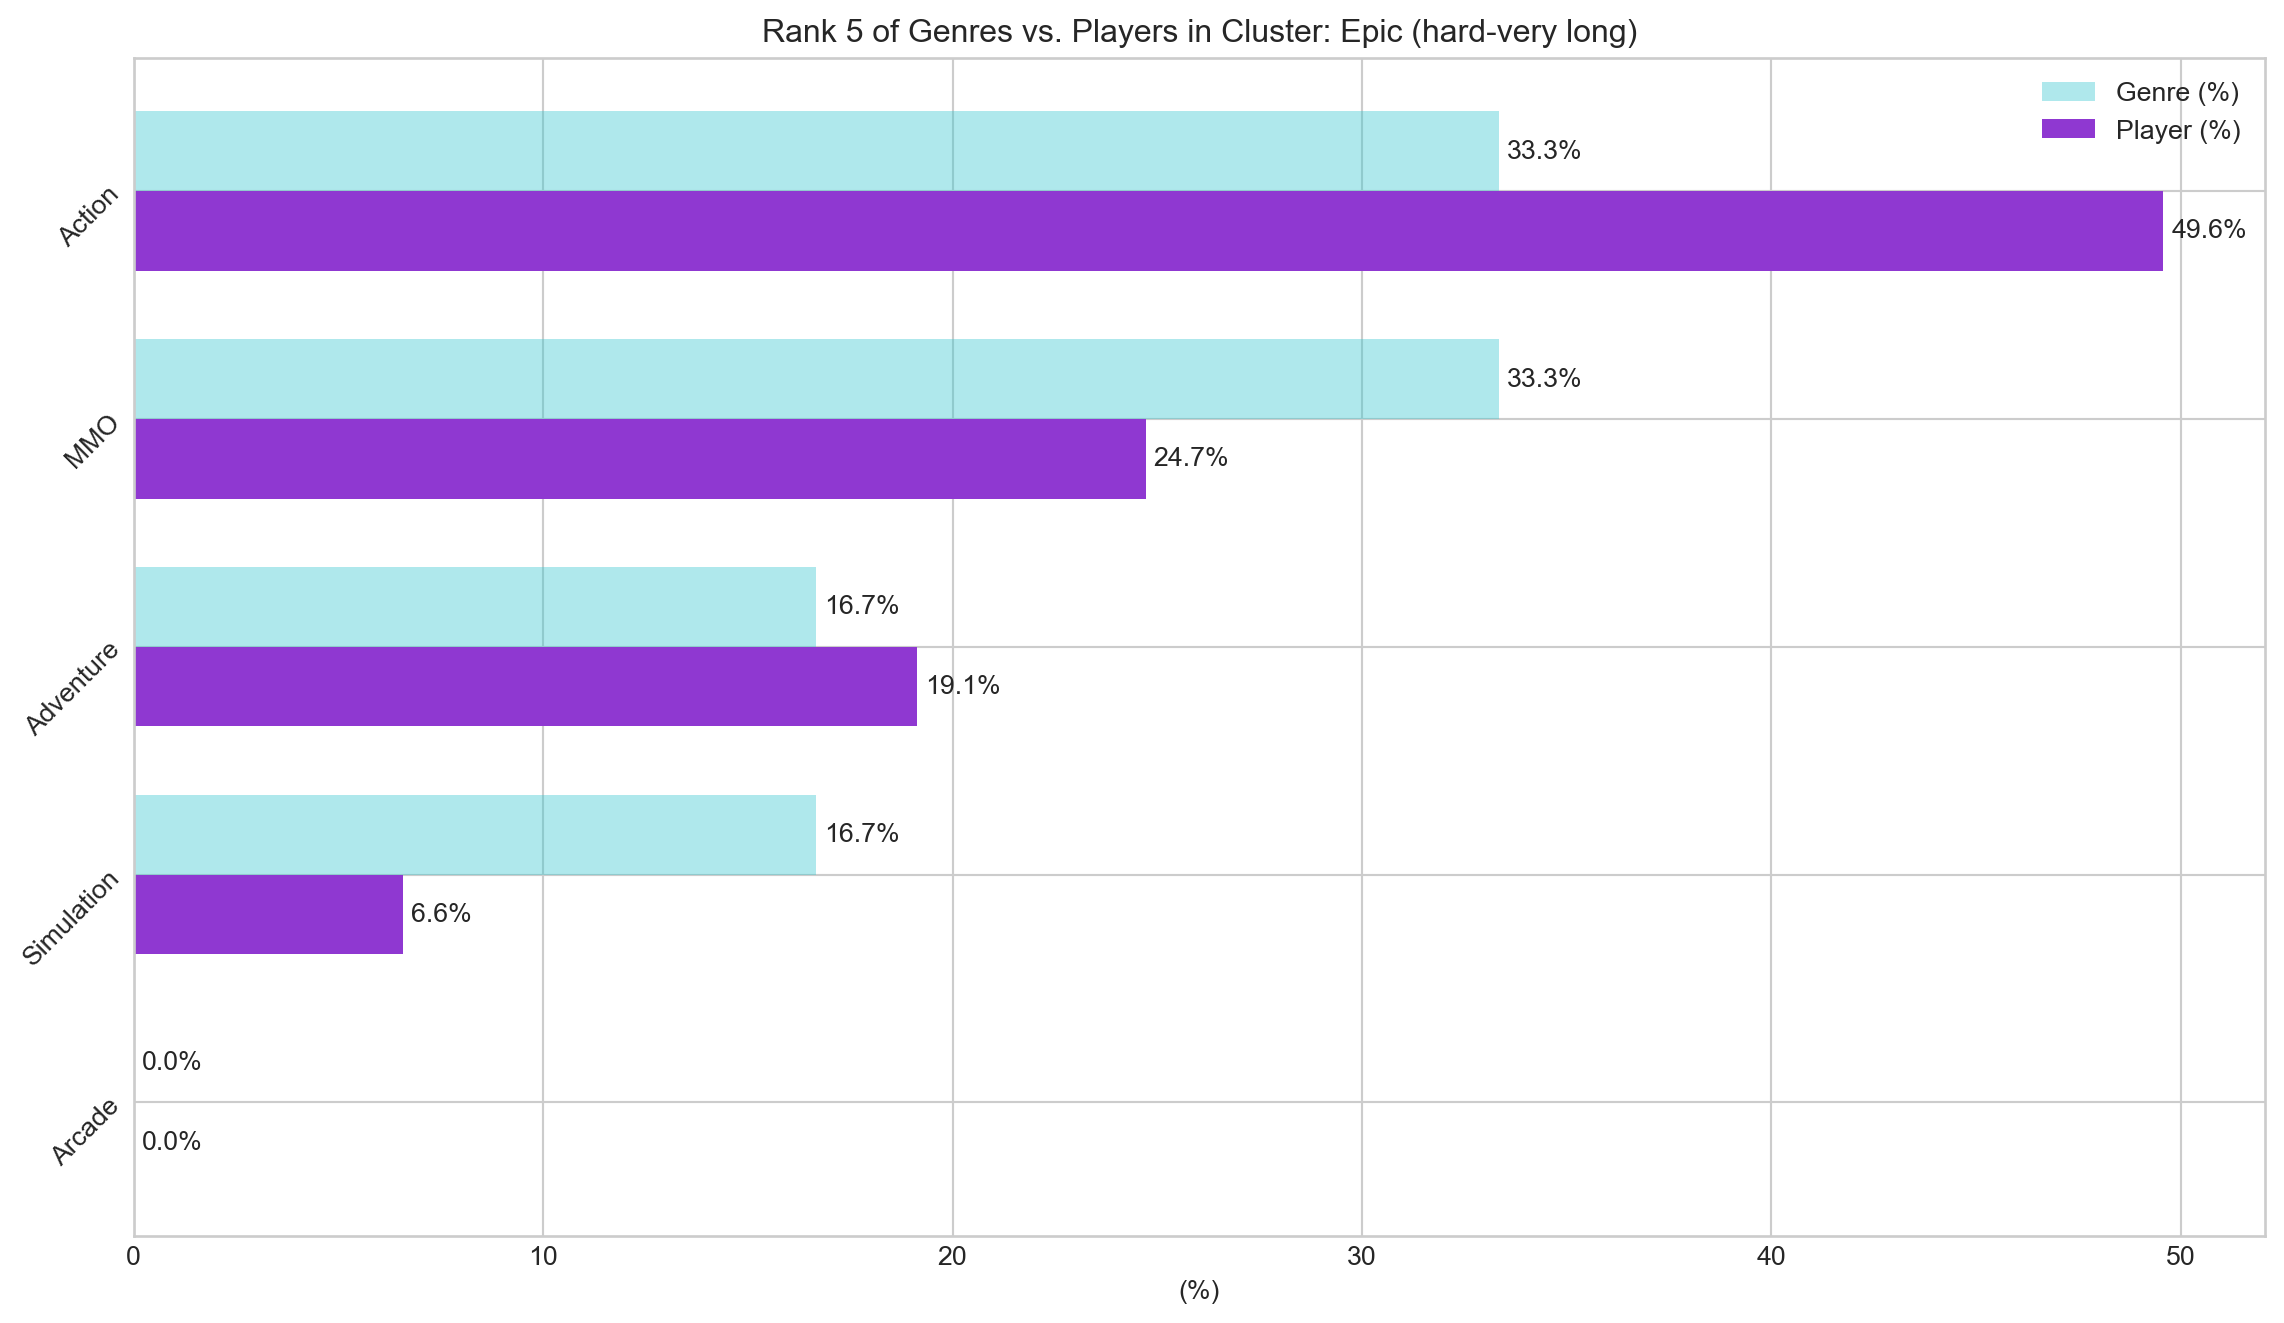 Rank 5 of Genres vs. Players in Cluster: Epic (hard-very long)
Genre (%)
Player (%)
Action
33.3%
49.6%
MMO
33.3%
24.7%
Adventure
16.7%
19.1%
Simulation
16.7%
6.6%
Arcade
0.0%
0.0%
0 10 20 30 40 50
(%)